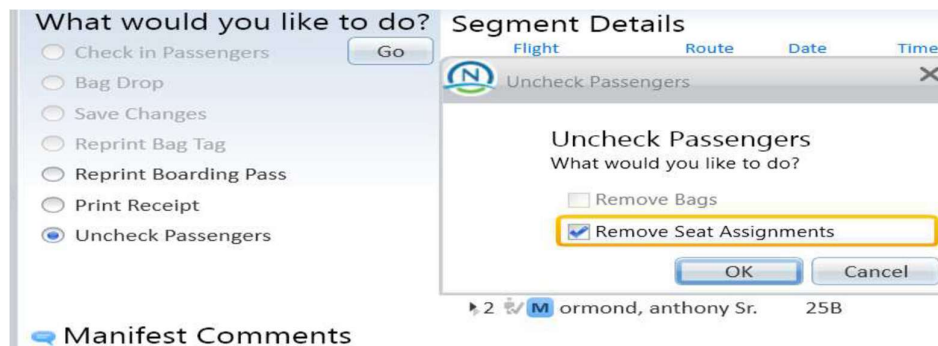 What would you like to do?
Check in Passengers
Go
Bag Drop
Save Changes
Reprint Bag Tag
Reprint Boarding Pass
Print Receipt
Uncheck Passengers
Manifest Comments
Segment Details
Flight Route Date Time
N Uncheck Passengers
Uncheck Passengers
What would you like to do?
Remove Bags
Remove Seat Assignments
OK Cancel
2 M ormond, anthony Sr. 25B